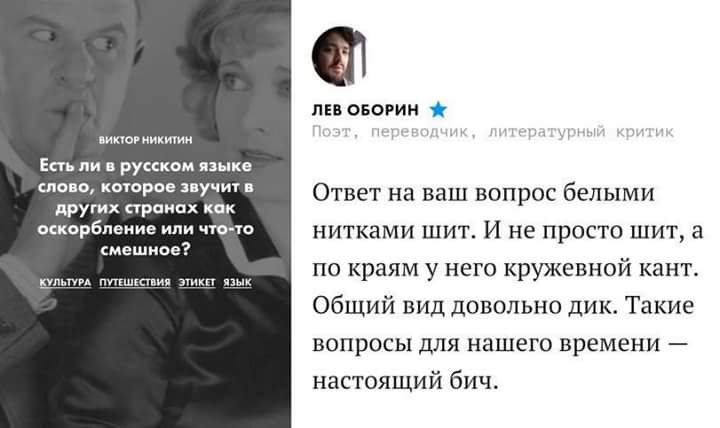 ВИКТОР НИКИТИН
Есть ли в русском языке
слово, которое звучит в
других странах как
оскорбление или что-то
смешное?
КУЛЬТУРА ПУТЕШЕСТВИЯ ЭТИКЕТ ЯЗЫК
ЛЕВ ОБОРИН
Поэт, переводчик, литературный критик
Ответ на ваш вопрос белыми
нитками шит. И не просто шит, а
по краям у него кружевной кант.
Общий вид довольно дик. Такие
вопросы для нашего времени —
настоящий бич.